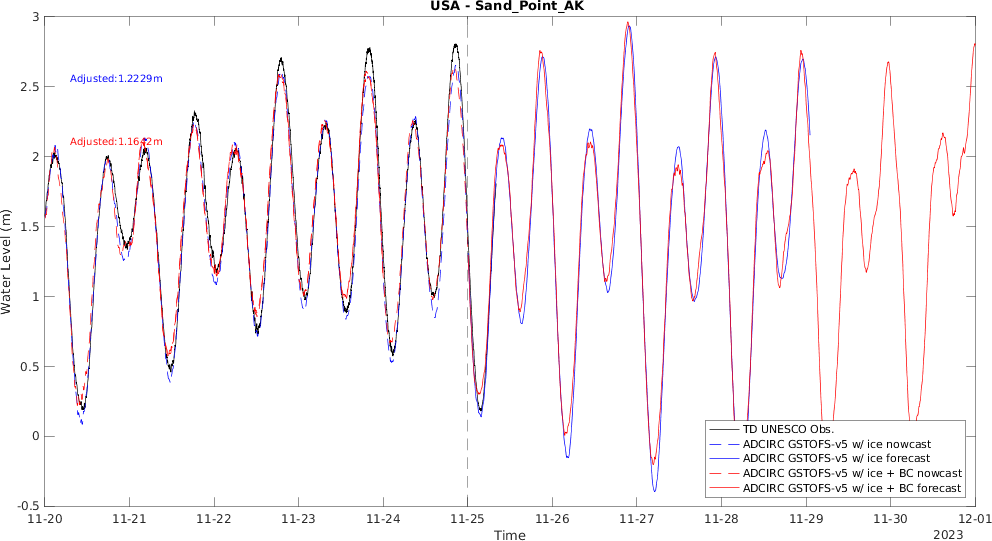 USA - Sand_Point_AK
3
2.5
2
1.5
1
0.5
0
-0.5
Water Level (m)
Adjusted:1.2229m
TD UNESCO Obs.
ADCIRC GSTOFS-v5 w/ ice nowcast
ADCIRC GSTOFS-v5 w/ ice forecast
ADCIRC GSTOFS-v5 w/ ice + BC nowcast
ADCIRC GSTOFS-v5 w/ ice + BC forecast
11-20 11-21 11-22 11-23 11-24 11-25 11-26 11-27 11-28 11-29 11-30 12-01
Time
2023